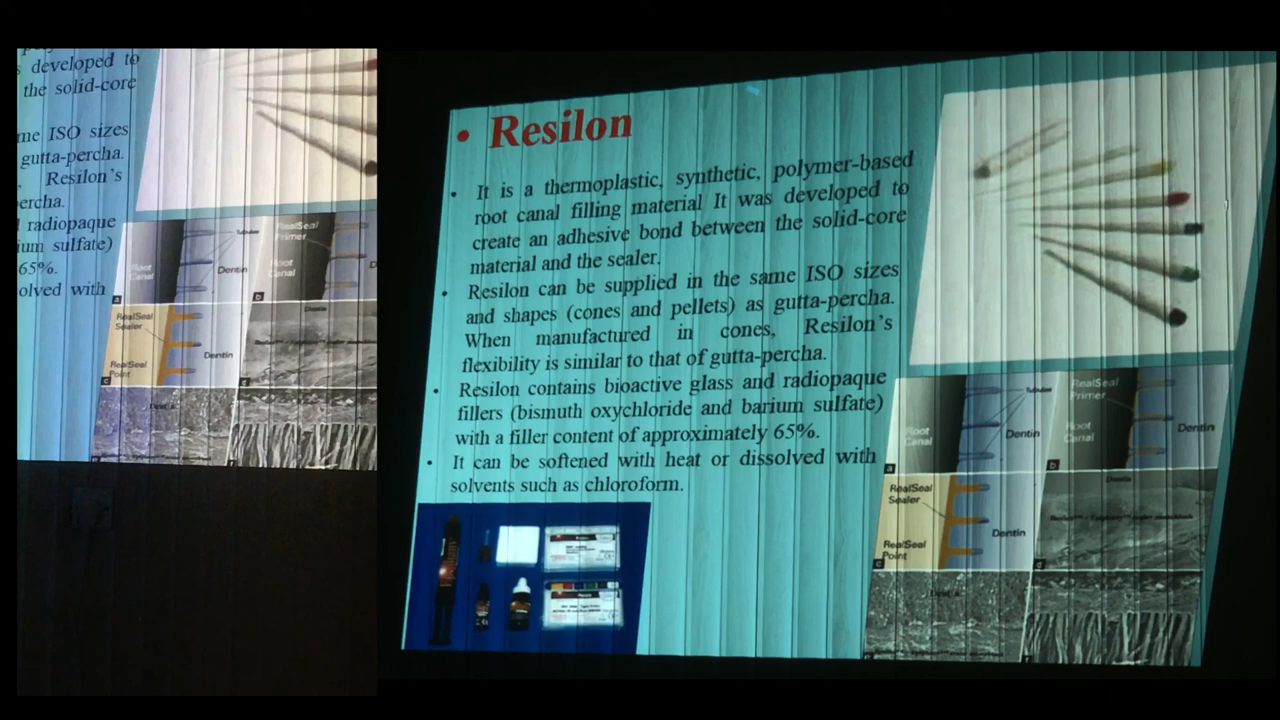 s developed to
the solid-core
me ISO sizes
gutta-percha.
Resilon's
ercha.
radiopaque
ium sulfate)
65%.
olved with
Tubules
RealSeal
Primer
Root
Canal
Dentin
D
a
b
RealSeal
Sealer
RealSeal
Point
Dentin
c
d
• Resilon
• It is a thermoplastic, synthetic, polymer-based
root canal filling material It was developed to
create an adhesive bond between the solid-core
material and the sealer.
• Resilon can be supplied in the same ISO sizes
and shapes (cones and pellets) as gutta-percha.
When manufactured in cones, Resilon's
flexibility is similar to that of gutta-percha.
• Resilon contains bioactive glass and radiopaque
fillers (bismuth oxychloride and barium sulfate)
with a filler content of approximately 65%.
• It can be softened with heat or dissolved with
solvents such as chloroform.
Tubules
Root
Canal
Dentin
a
RealSeal
Primer
Root
Canal
Dentin
b
RealSeal
Sealer
Dentin
RealSeal
Point
c
d